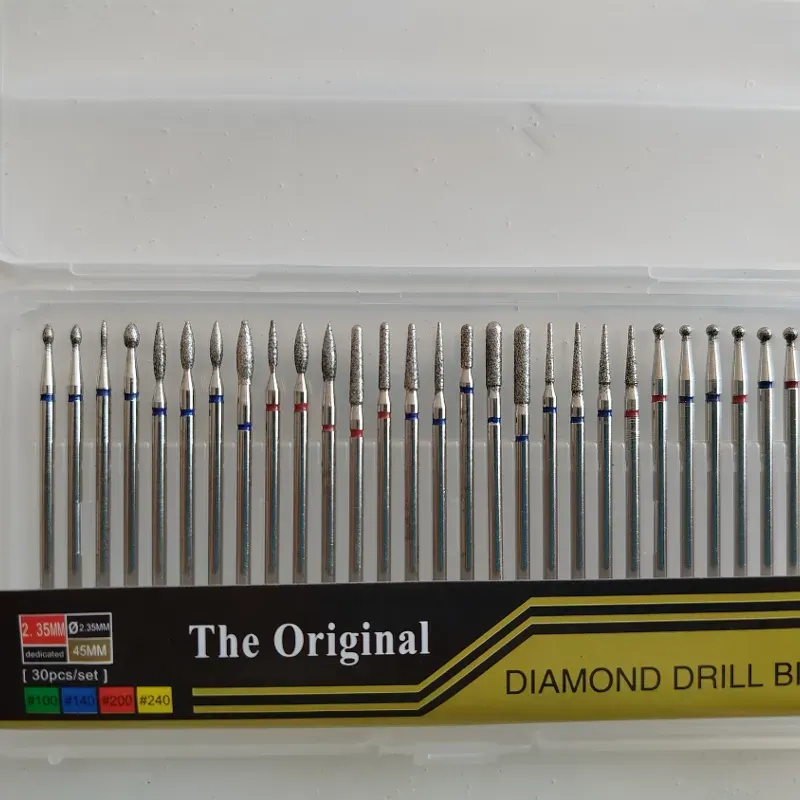 2.35MM Ø2.35MM
dedicated 45MM
[ 30pcs/set ]
#100 #140 #200 #240
The Original
DIAMOND DRILL BI